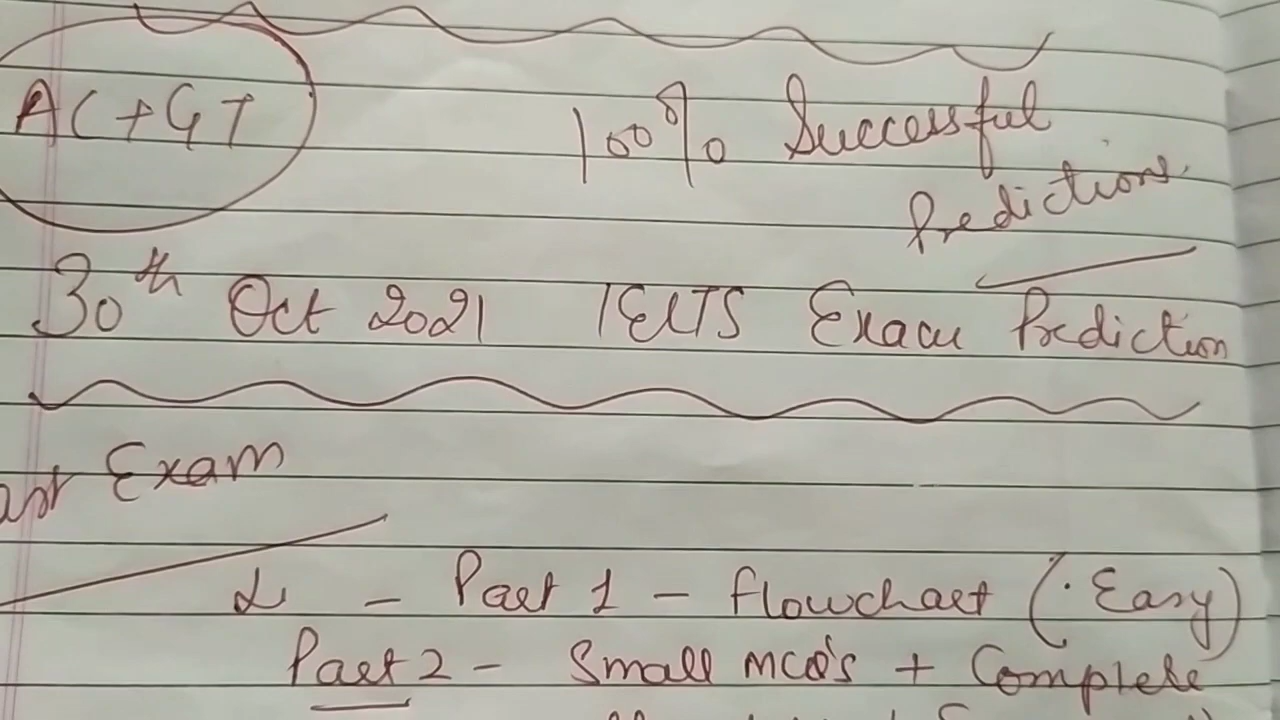 AC+GT
100% Successful
Predictions.
30th Oct 2021 IELTS Exam Prediction
Exam
L - Part 1 - flowchart (Easy)
Part 2 - Small MCQ's + Complete